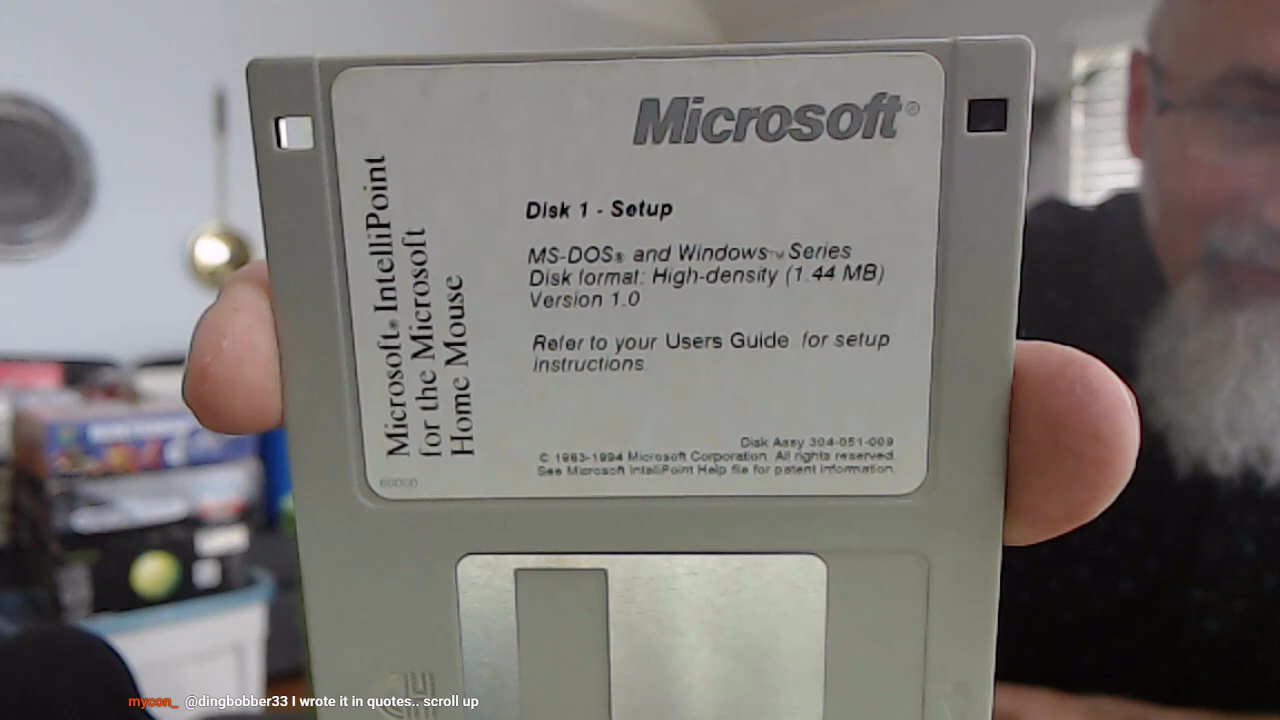 Microsoft®
Microsoft® IntelliPoint
for the Microsoft
Home Mouse
Disk 1 - Setup
MS-DOS® and Windows™ Series
Disk format: High-density (1.44 MB)
Version 1.0
Refer to your Users Guide for setup
instructions.
Disk Assy 304-051-009
© 1983-1994 Microsoft Corporation. All rights reserved.
See Microsoft IntelliPoint Help file for patent information.
60000
mycon_ @dingbobber33 I wrote it in quotes.. scroll up